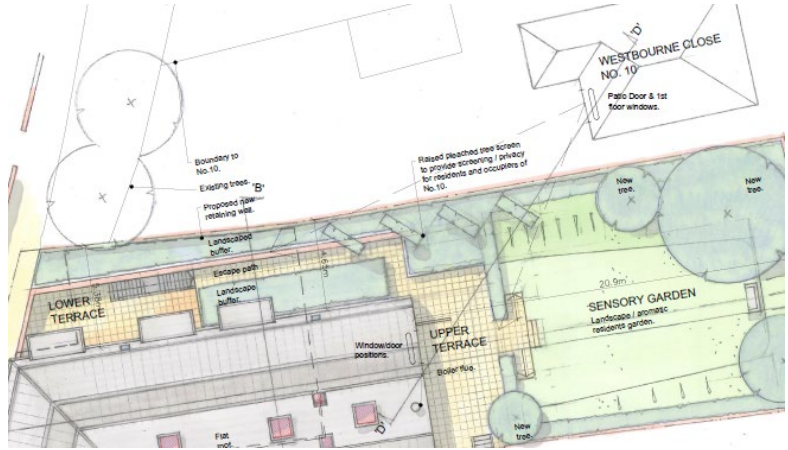 'D'
WESTBOURNE CLOSE
NO. 10
Patio Door & 1st
floor windows.
Boundary to
No.10.
Existing trees.
'B'
Proposed new
retaining wall.
Raised pleached tree screen
to provide screening / privacy
for residents and occupiers of
No.10.
New
tree.
New
tree.
Landscaped
buffer.
Escape path
Landscape
buffer.
LOWER
TERRACE
20.9m
SENSORY GARDEN
Landscape / aromatic
residents garden.
UPPER
TERRACE
Window/door
positions.
Boiler flue.
'D'
Flat
roof.
New
tree.